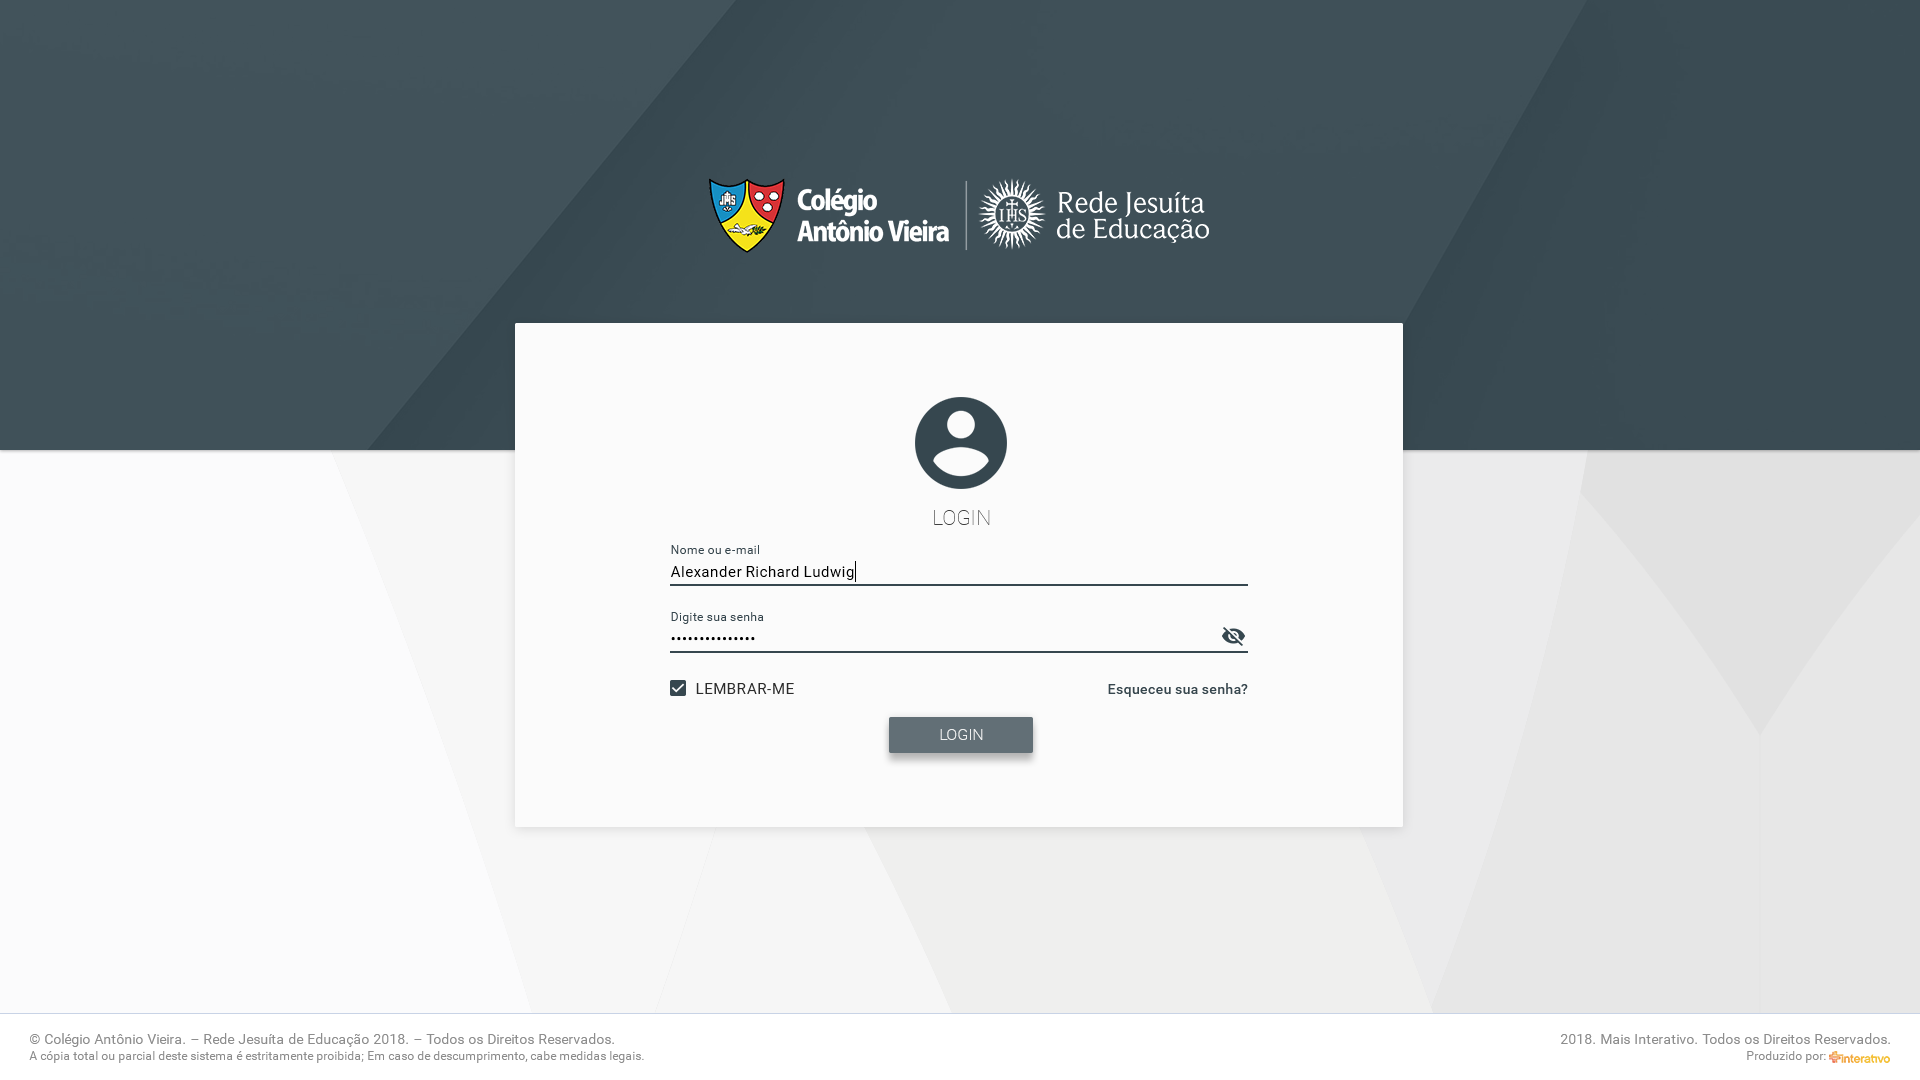 JHS
Colégio
Antônio Vieira
IHS
Rede Jesuíta
de Educação
LOGIN
Nome ou e-mail
Alexander Richard Ludwig
Digite sua senha
•••••••••••••••
LEMBRAR-ME
Esqueceu sua senha?
LOGIN
© Colégio Antônio Vieira. – Rede Jesuíta de Educação 2018. – Todos os Direitos Reservados.
A cópia total ou parcial deste sistema é estritamente proibida; Em caso de descumprimento, cabe medidas legais.
2018. Mais Interativo. Todos os Direitos Reservados.
Produzido por: interativo